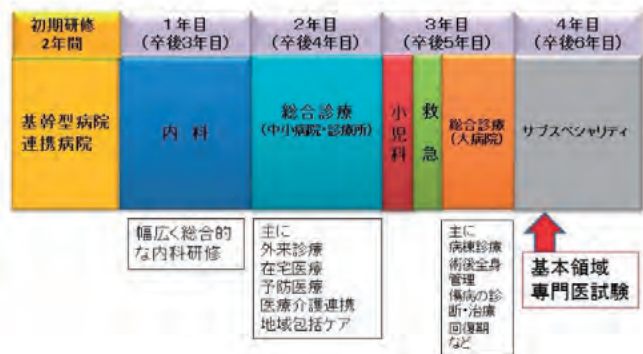 初期研修
2年間
1年目
(卒後3年目)
2年目
(卒後4年目)
3年目
(卒後5年目)
4年目
(卒後6年目)
基幹型病院
連携病院
内科
総合診療
(中小病院・診療所)
小児科
救急
総合診療
(大病院)
サブスペシャリティ
幅広く総合的
な内科研修
主に
外来診療
在宅医療
予防医療
医療介護連携
地域包括ケア
主に
病棟診療
術後全身
管理
傷病の診
断・治療
回復期
など
基本領域
専門医試験